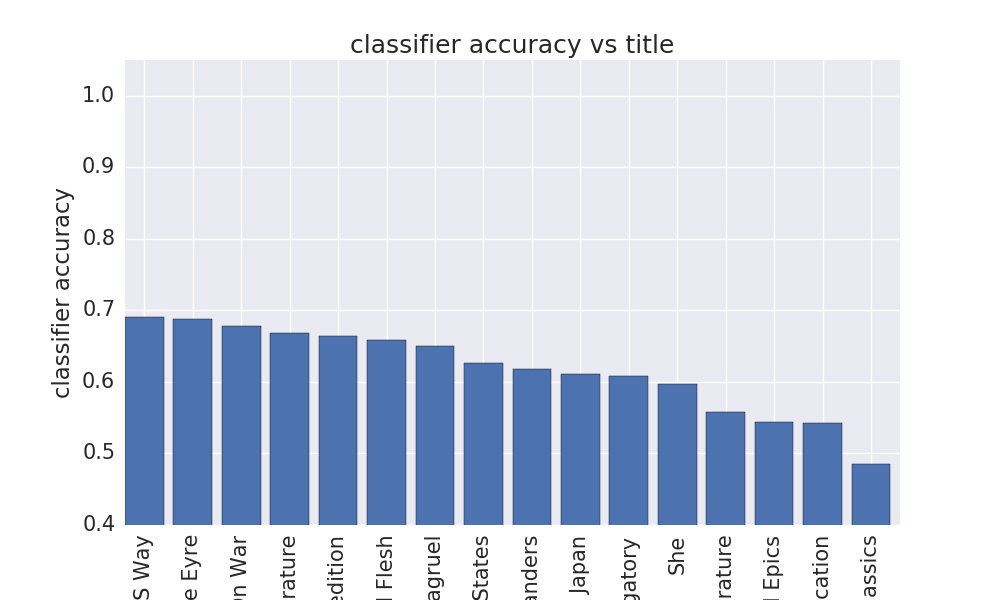 classifier accuracy vs title
classifier accuracy
1.0
0.9
0.8
0.7
0.6
0.5
0.4
S Way
e Eyre
n War
rature
edition
l Flesh
agruel
States
anders
Japan
gatory
She
rature
l Epics
cation
assics